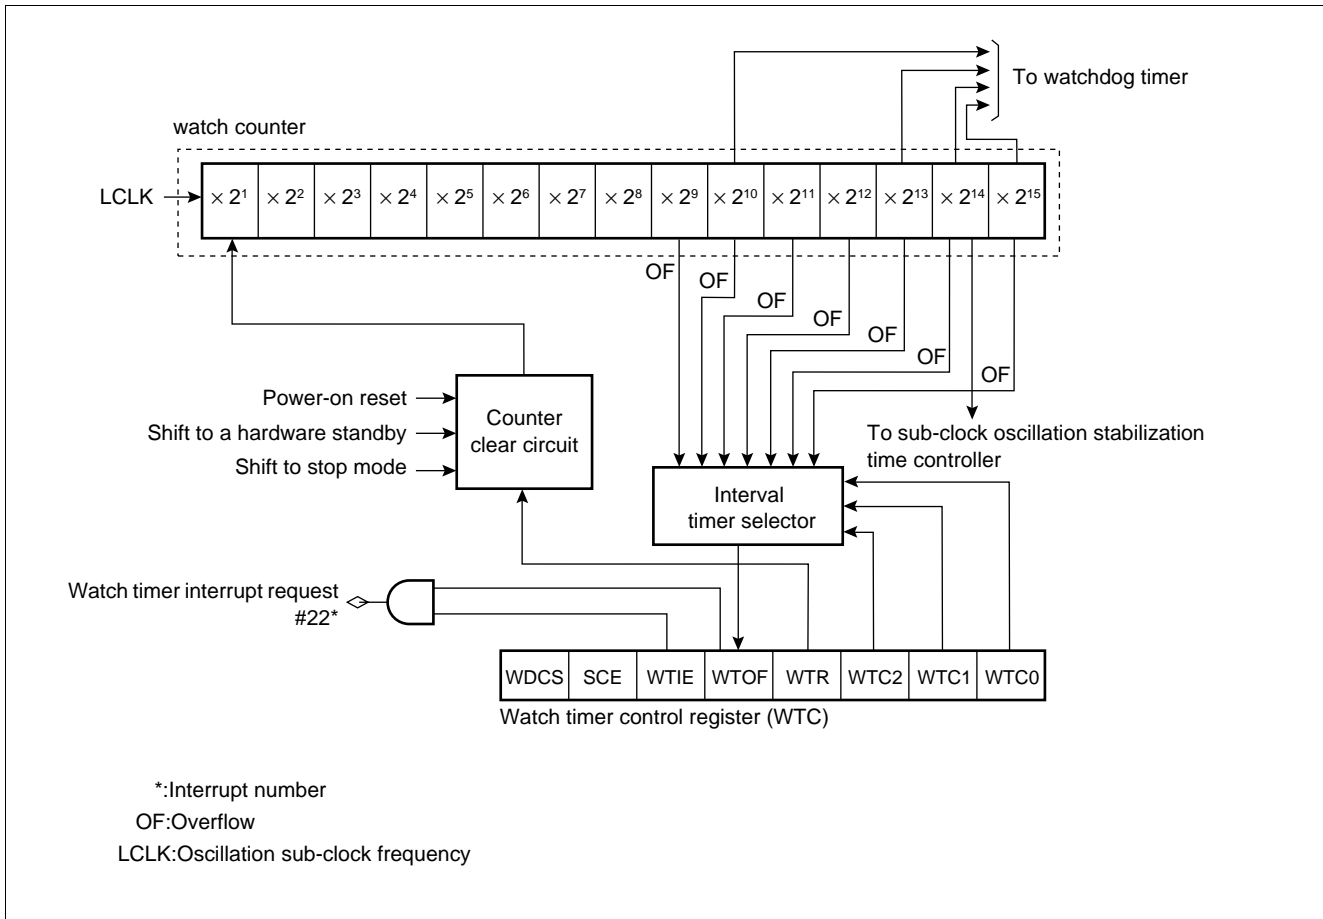 To watchdog timer
watch counter
LCLK
× 2¹ × 2² × 2³ × 2⁴ × 2⁵ × 2⁶ × 2⁷ × 2⁸ × 2⁹ × 2¹⁰ × 2¹¹ × 2¹² × 2¹³ × 2¹⁴ × 2¹⁵
OF
OF
OF
OF
OF
OF
OF
Power-on reset
Shift to a hardware standby
Shift to stop mode
Counter
clear circuit
To sub-clock oscillation stabilization
time controller
Interval
timer selector
Watch timer interrupt request
#22*
WDCS SCE WTIE WTOF WTR WTC2 WTC1 WTC0
Watch timer control register (WTC)
*:Interrupt number
OF:Overflow
LCLK:Oscillation sub-clock frequency